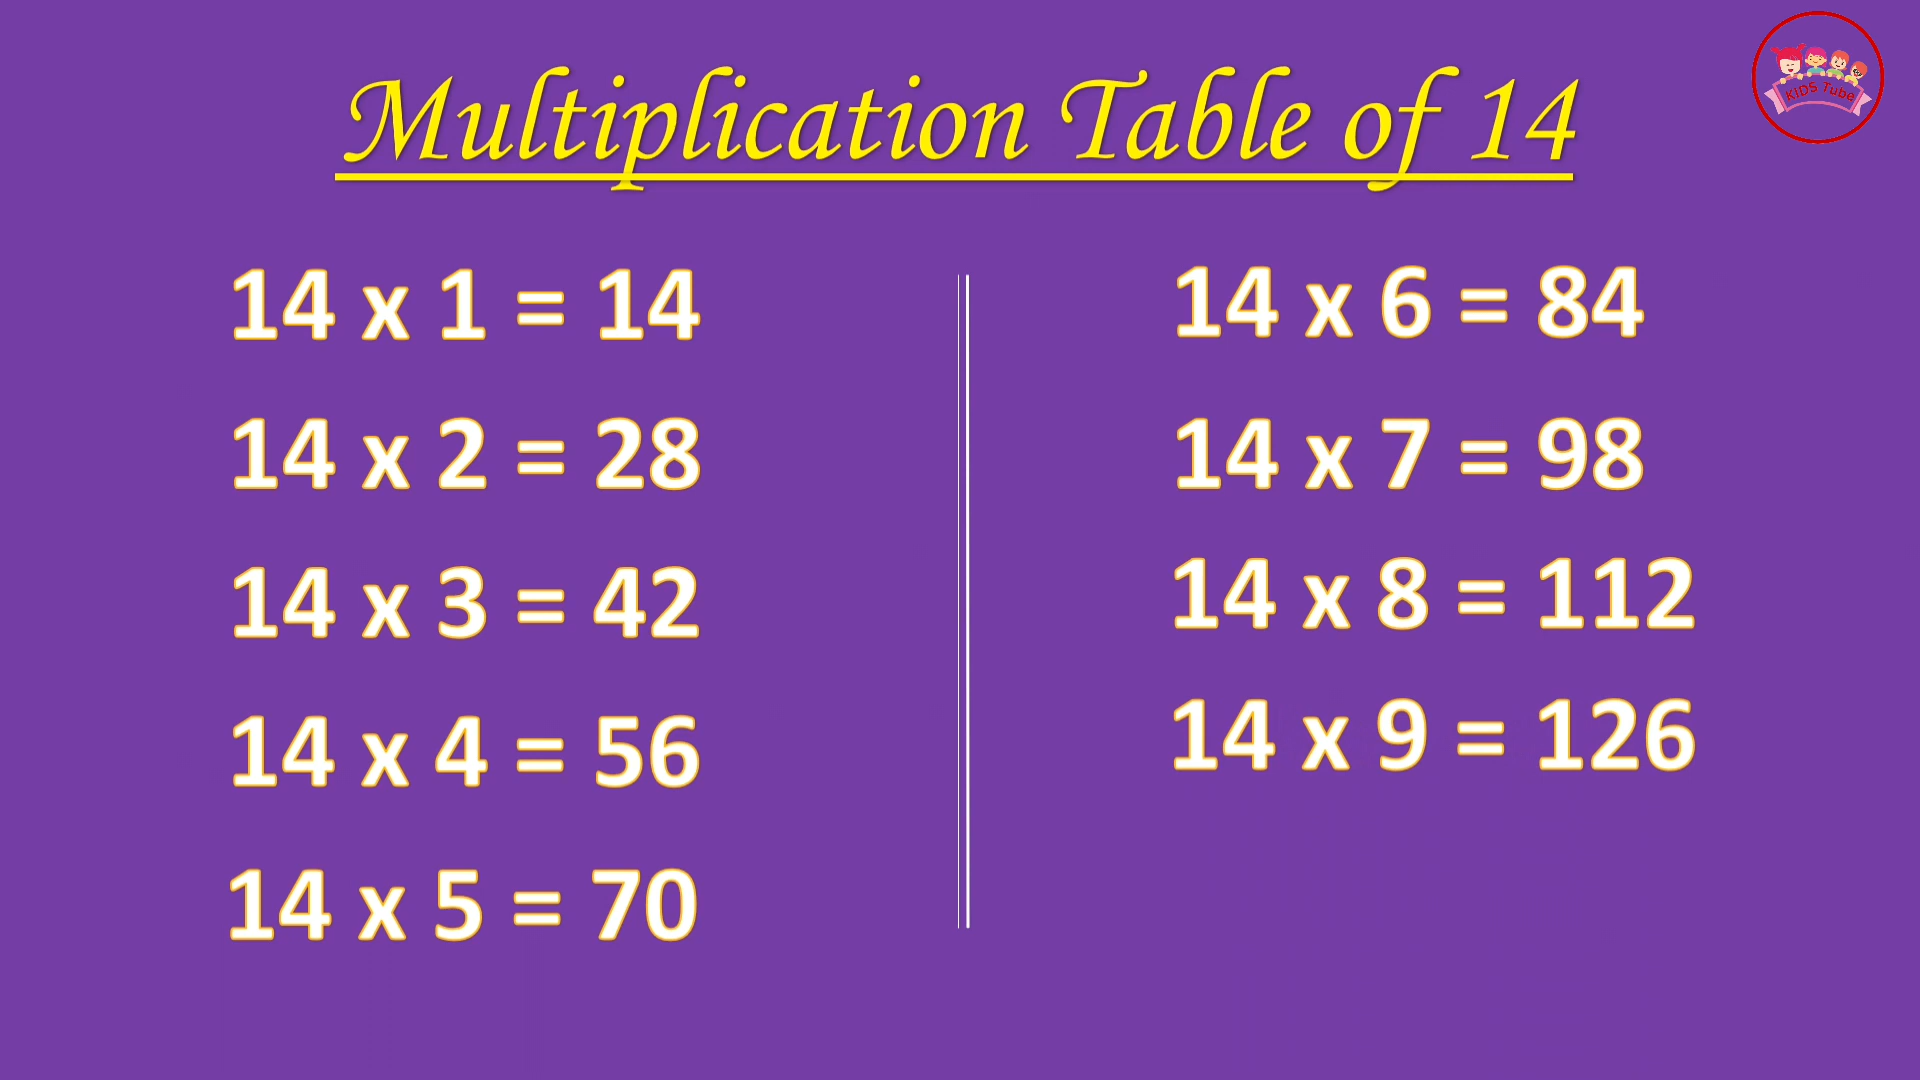 Multiplication Table of 14
KIDS Tube
14 x 1 = 14
14 x 2 = 28
14 x 3 = 42
14 x 4 = 56
14 x 5 = 70
14 x 6 = 84
14 x 7 = 98
14 x 8 = 112
14 x 9 = 126